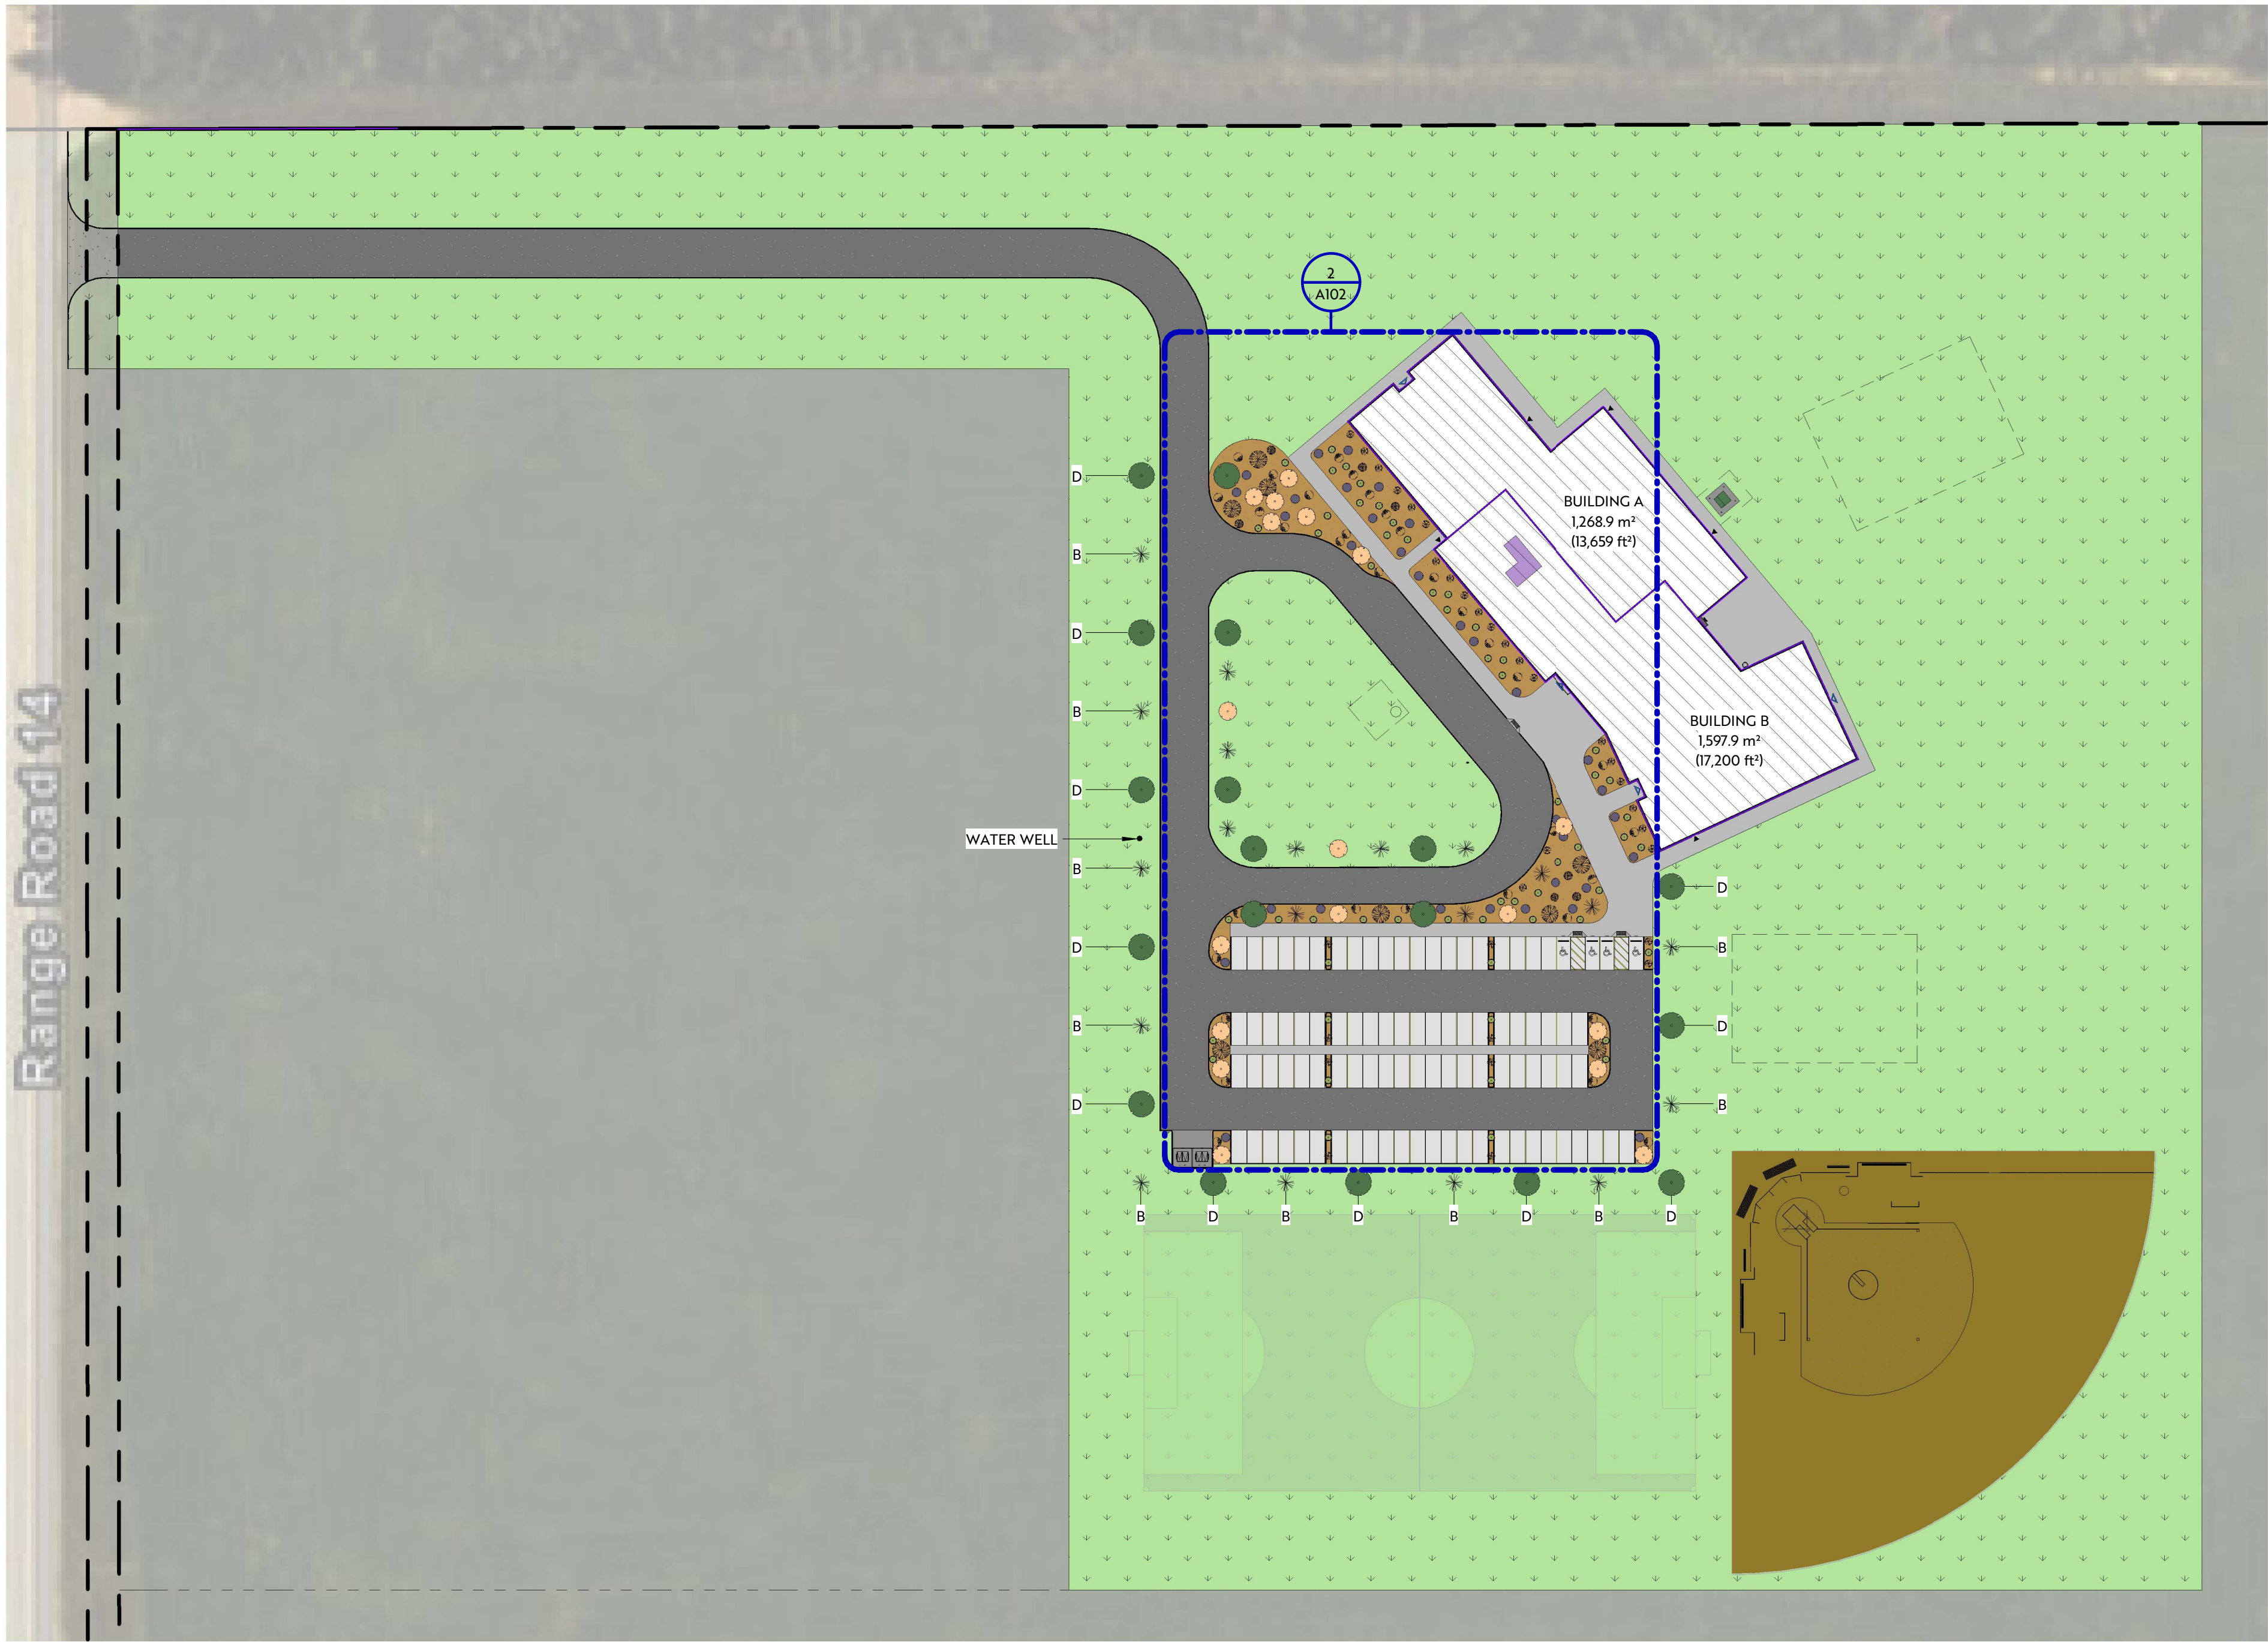 2
A102
BUILDING A
1,268.9 m²
(13,659 ft²)
D
B
D
B
BUILDING B
1,597.9 m²
(17,200 ft²)
D
WATER WELL
B
D
D
B
B
D
D
B
B
D
B
D
B
D
B
D
Range Road 14